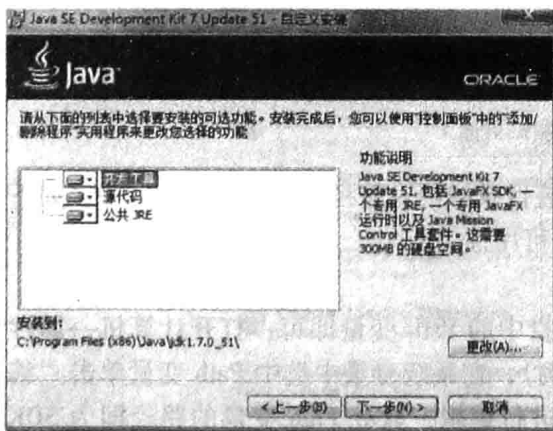 Java SE Development Kit 7 Update 51 - 自定义安装
Java
ORACLE
请从下面的列表中选择要安装的可选功能。安装完成后，您可以使用"控制面板"中的"添加/
删除程序"实用程序来更改您选择的功能
开发工具
源代码
公共 JRE
功能说明
Java SE Development Kit 7
Update 51, 包括 JavaFX SDK, 一
个专用 JRE, 一个专用 JavaFX
运行时以及 Java Mission
Control 工具套件。这需要
300MB 的硬盘空间。
安装到:
C:\Program Files (x86)\Java\jdk1.7.0_51\
更改(A)...
<上一步(B)
下一步(N) >
取消